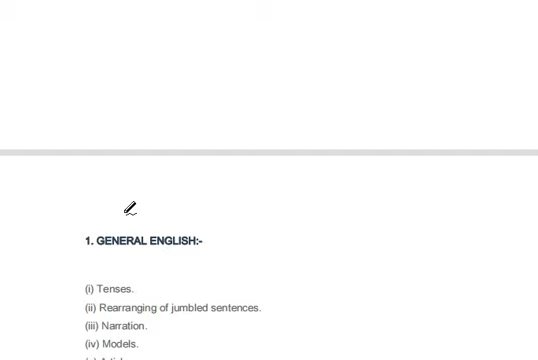 1. GENERAL ENGLISH:-
(i) Tenses.
(ii) Rearranging of jumbled sentences.
(iii) Narration.
(iv) Models.